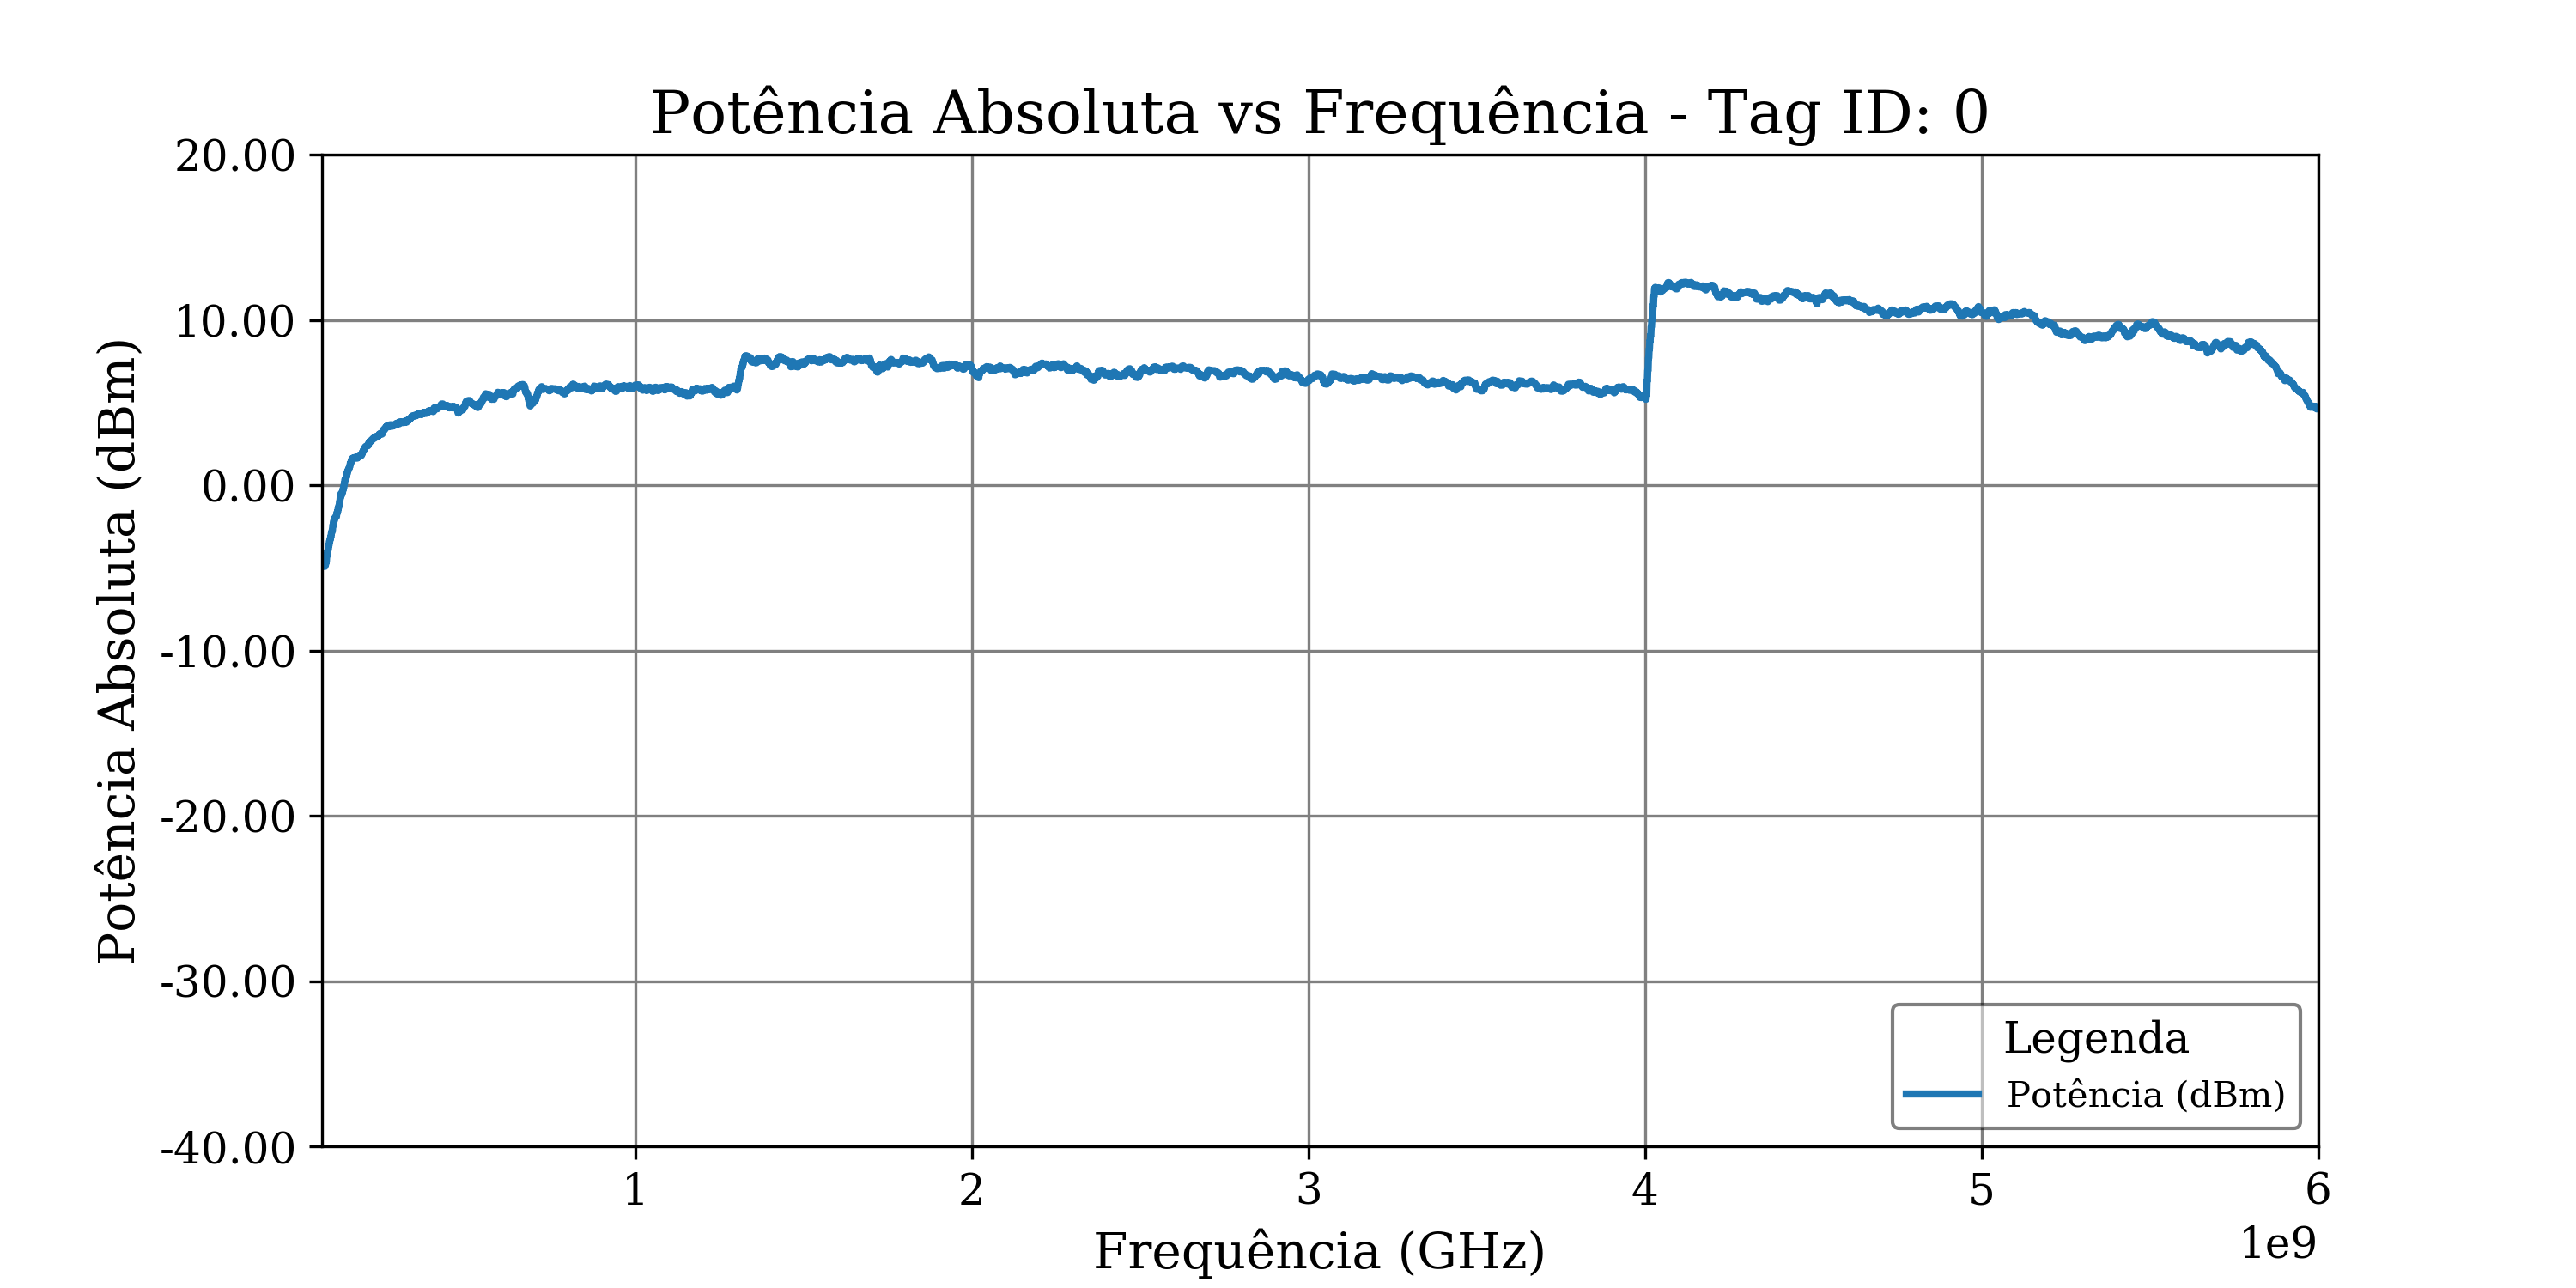 Potência Absoluta vs Frequência - Tag ID: 0
20.00
10.00
0.00
-10.00
-20.00
-30.00
-40.00
Potência Absoluta (dBm)
Legenda
Potência (dBm)
1 2 3 4 5 6
1e9
Frequência (GHz)